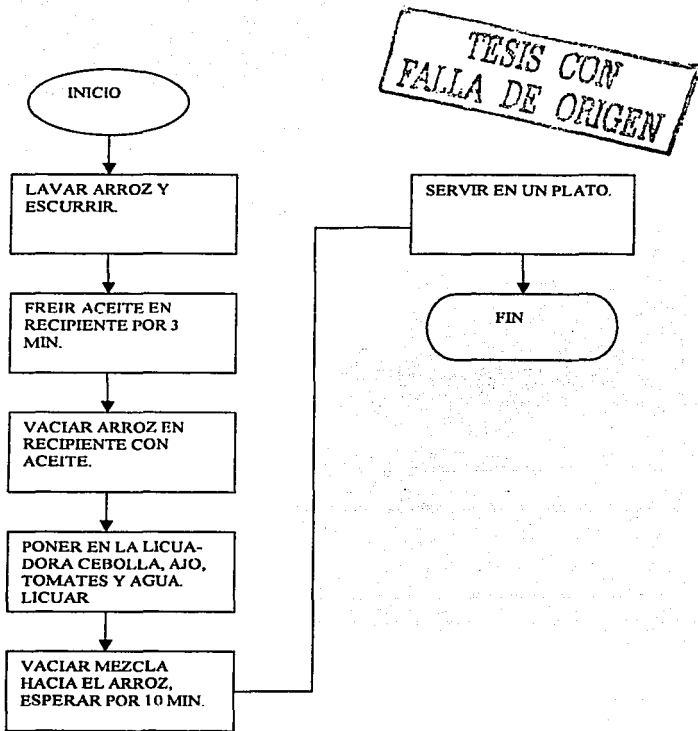 TESIS CON
FALLA DE ORIGEN
INICIO
LAVAR ARROZ Y
ESCURRIR.
FREIR ACEITE EN
RECIPIENTE POR 3
MIN.
VACIAR ARROZ EN
RECIPIENTE CON
ACEITE.
PONER EN LA LICUA-
DORA CEBOLLA, AJO,
TOMATES Y AGUA.
LICUAR
VACIAR MEZCLA
HACIA EL ARROZ,
ESPERAR POR 10 MIN.
SERVIR EN UN PLATO.
FIN